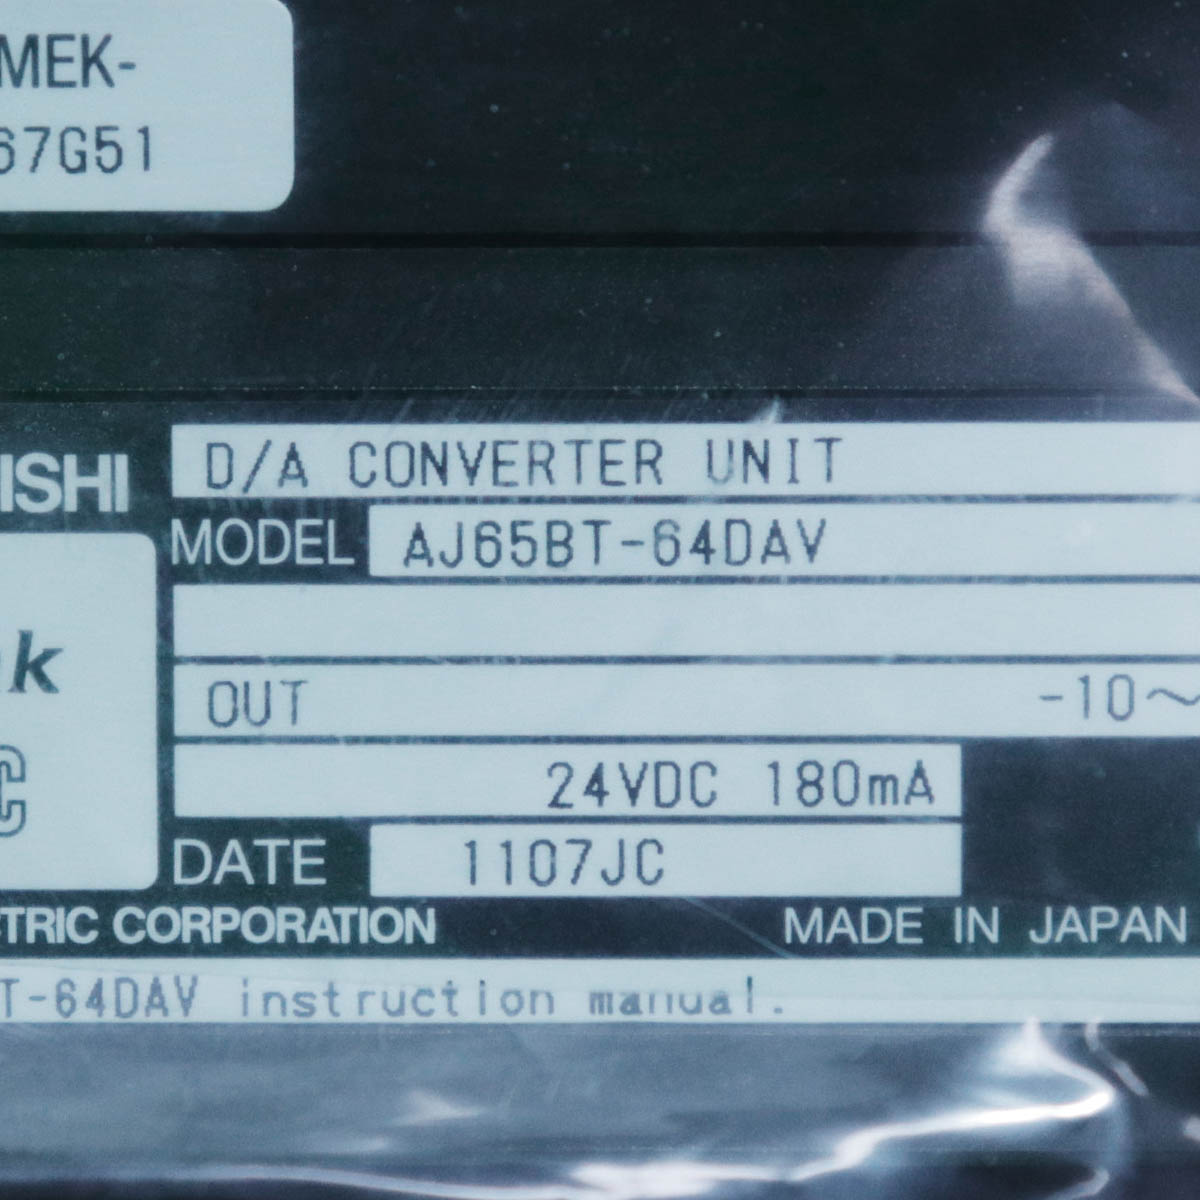 MEK-
67G51
D/A CONVERTER UNIT
ISHI
MODEL AJ65BT-64DAV
k
OUT -10～
C
24VDC 180mA
DATE 1107JC
TRIC CORPORATION MADE IN JAPAN
T-64DAV instruction manual.